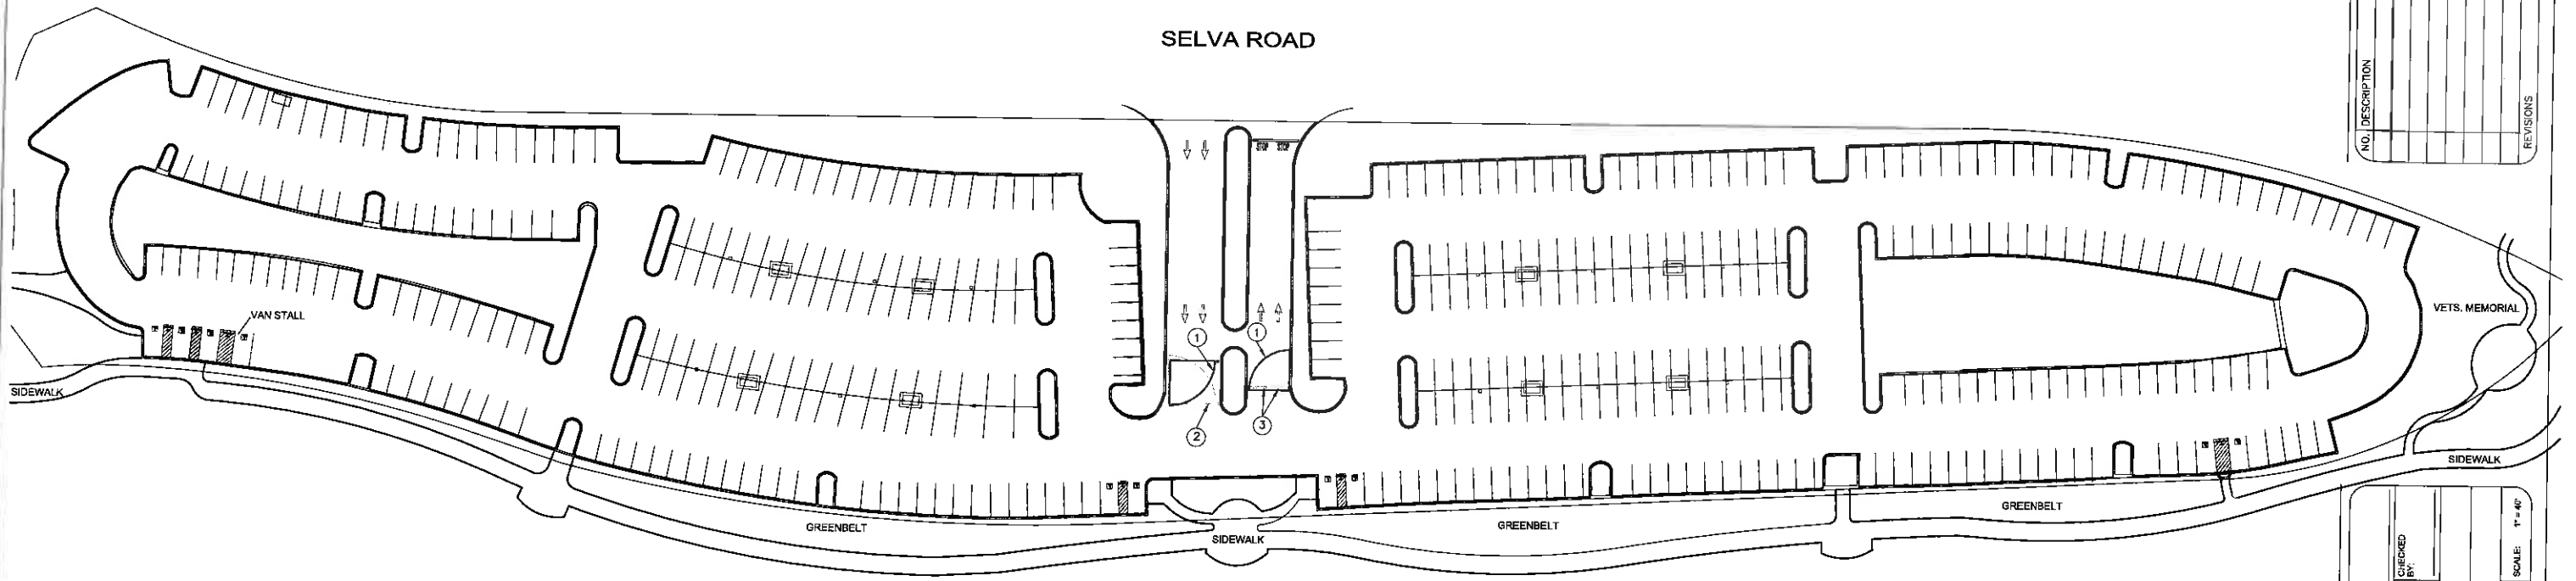 SELVA ROAD
NO. DESCRIPTION
REVISIONS
STOP STOP
VAN STALL
1
1
VETS. MEMORIAL
SIDEWALK
2
3
SIDEWALK
GREENBELT
SIDEWALK
GREENBELT
GREENBELT
CHECKED
BY:
SCALE: 1" = 40'